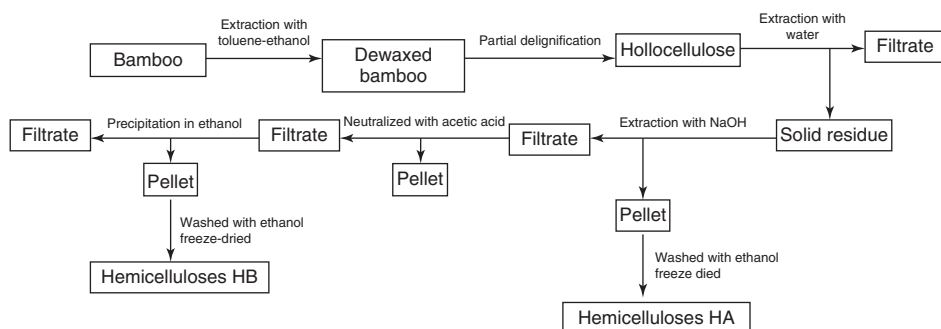 Extraction with
toluene-ethanol
Bamboo
Dewaxed
bamboo
Partial delignification
Hollocellulose
Extraction with
water
Filtrate
Filtrate
Precipitation in ethanol
Filtrate
Neutralized with acetic acid
Filtrate
Extraction with NaOH
Solid residue
Pellet
Pellet
Pellet
Washed with ethanol
freeze-dried
Hemicelluloses HB
Washed with ethanol
freeze died
Hemicelluloses HA